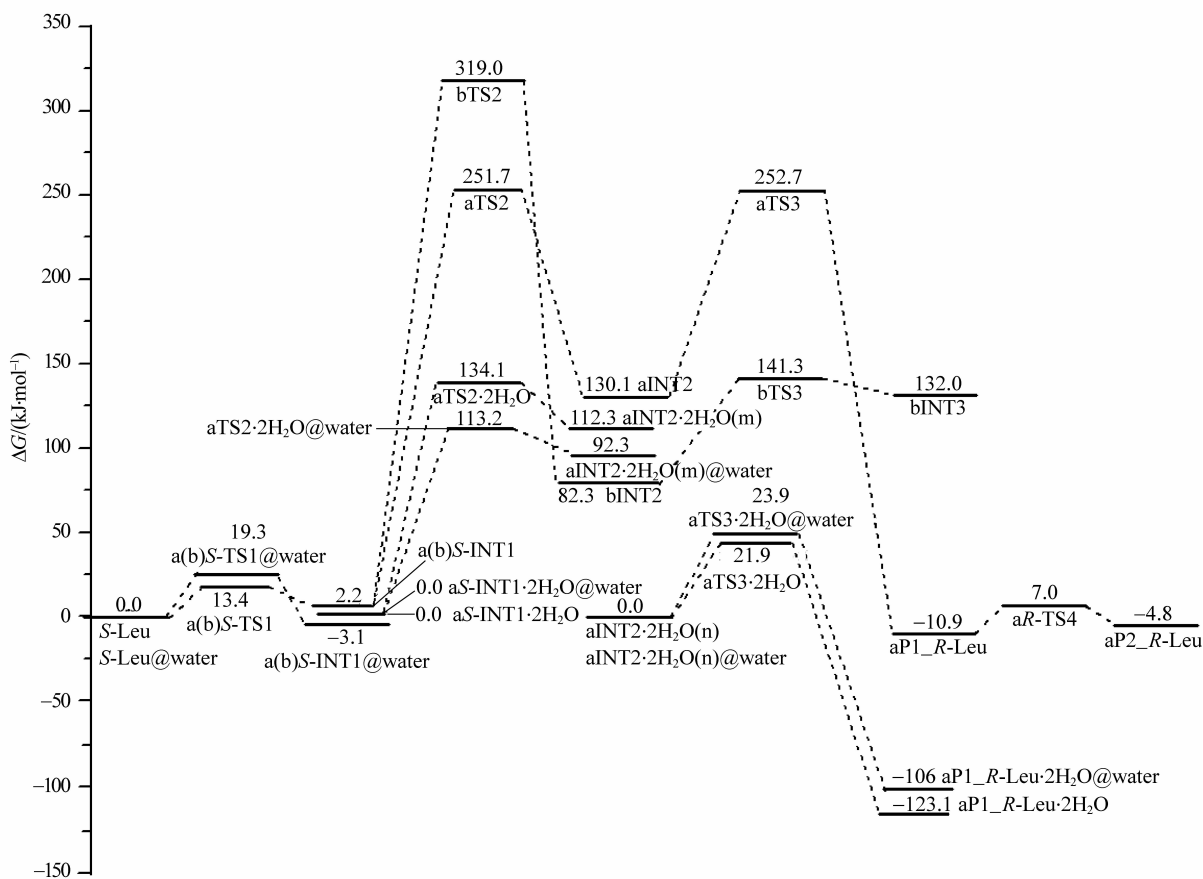 350
300
250
200
150
100
50
0
−50
−100
−150
ΔG/(kJ·mol⁻¹)
319.0
bTS2
251.7
aTS2
252.7
aTS3
134.1
aTS2·2H₂O
130.1 aINT2
141.3
bTS3
132.0
bINT3
aTS2·2H₂O@water
113.2
112.3 aINT2·2H₂O(m)
92.3
aINT2·2H₂O(m)@water
82.3 bINT2
23.9
aTS3·2H₂O@water
21.9
aTS3·2H₂O
19.3
a(b)S-TS1@water
13.4
a(b)S-TS1
a(b)S-INT1
2.2
0.0 aS-INT1·2H₂O@water
0.0 aS-INT1·2H₂O
−3.1
a(b)S-INT1@water
0.0
S-Leu
S-Leu@water
0.0
aINT2·2H₂O(n)
aINT2·2H₂O(n)@water
−10.9
aP1_R-Leu
7.0
aR-TS4
−4.8
aP2_R-Leu
−106 aP1_R-Leu·2H₂O@water
−123.1 aP1_R-Leu·2H₂O